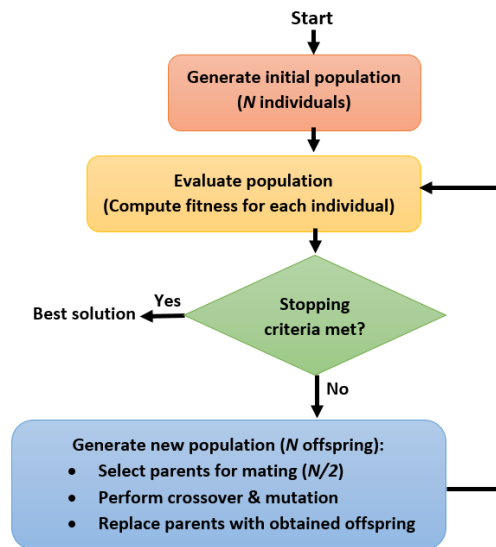 Start
Generate initial population
(N individuals)
Evaluate population
(Compute fitness for each individual)
Stopping
criteria met?
Yes
Best solution
No
Generate new population (N offspring):
• Select parents for mating (N/2)
• Perform crossover & mutation
• Replace parents with obtained offspring